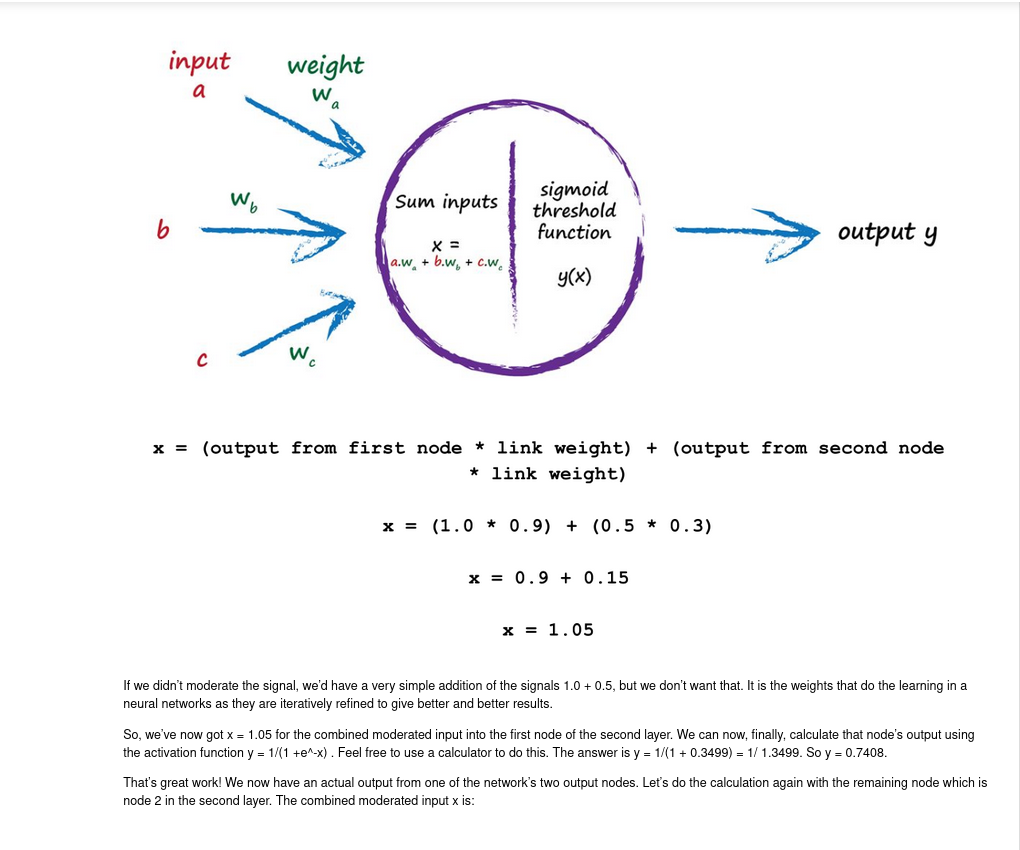 input weight
a w_a
w_b
b
Sum inputs
x =
a.w_a + b.w_b + c.w_c
sigmoid
threshold
function
y(x)
output y
c w_c
x = (output from first node * link weight) + (output from second node
* link weight)
x = (1.0 * 0.9) + (0.5 * 0.3)
x = 0.9 + 0.15
x = 1.05
If we didn’t moderate the signal, we’d have a very simple addition of the signals 1.0 + 0.5, but we don’t want that. It is the weights that do the learning in a
neural networks as they are iteratively refined to give better and better results.
So, we’ve now got x = 1.05 for the combined moderated input into the first node of the second layer. We can now, finally, calculate that node’s output using
the activation function y = 1/(1 +e^-x) . Feel free to use a calculator to do this. The answer is y = 1/(1 + 0.3499) = 1/ 1.3499. So y = 0.7408.
That’s great work! We now have an actual output from one of the network’s two output nodes. Let’s do the calculation again with the remaining node which is
node 2 in the second layer. The combined moderated input x is: